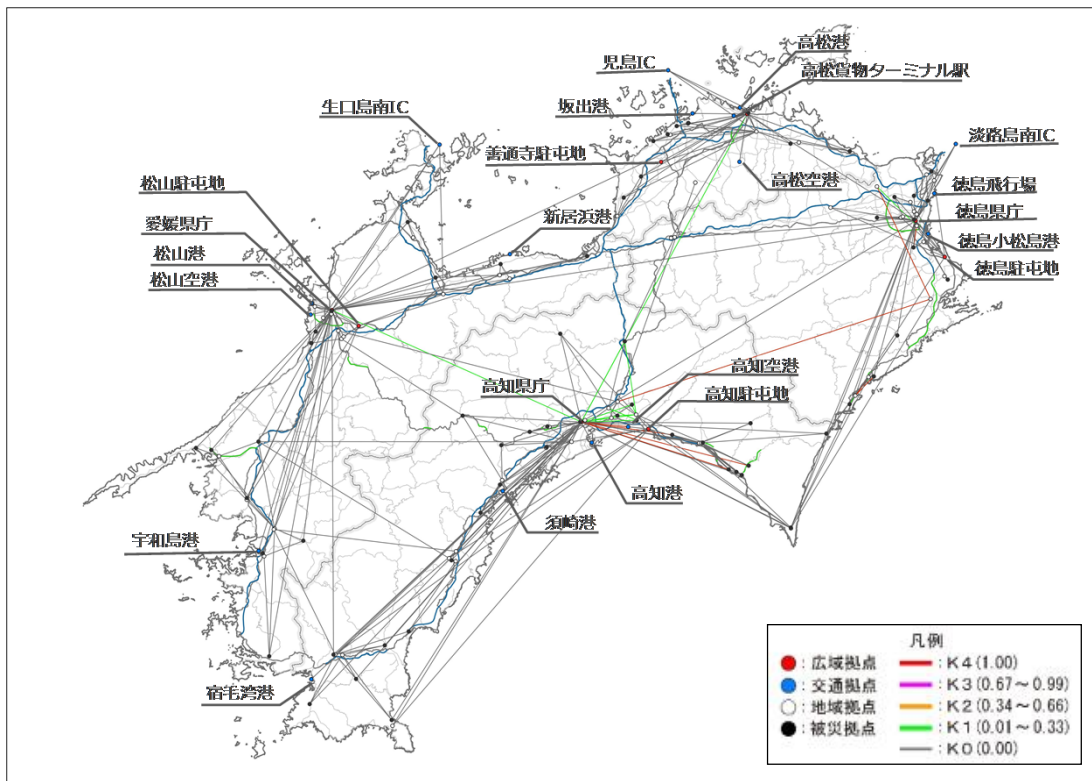 高松港
児島IC
高松貨物ターミナル駅
坂出港
生口島南IC
淡路島南IC
善通寺駐屯地
高松空港
松山駐屯地
徳島飛行場
愛媛県庁
新居浜港
徳島県庁
松山港
徳島小松島港
松山空港
徳島駐屯地
高知空港
高知県庁
高知駐屯地
高知港
須崎港
宇和島港
宿毛湾港
凡例
：広域拠点 ：K4(1.00)
：交通拠点 ：K3(0.67～0.99)
：地域拠点 ：K2(0.34～0.66)
：被災拠点 ：K1(0.01～0.33)
：K0(0.00)